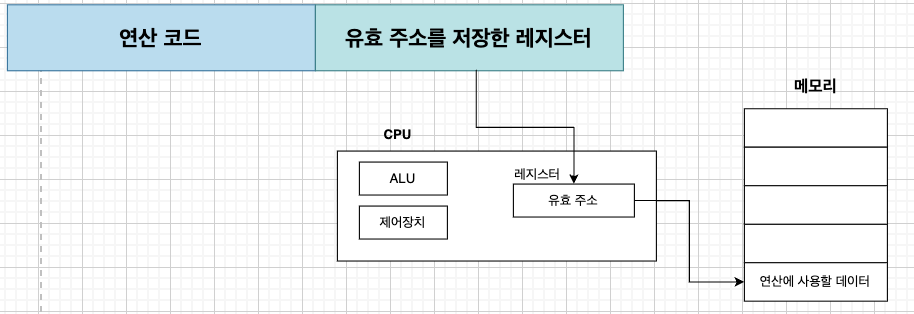 연산 코드
유효 주소를 저장한 레지스터
메모리
CPU
ALU
레지스터
유효 주소
제어장치
연산에 사용할 데이터